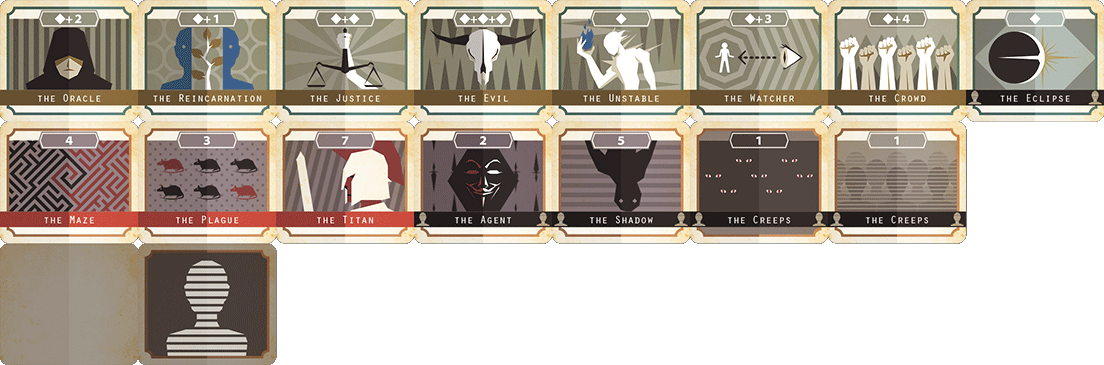 ◆+2
THE ORACLE
◆+1
THE REINCARNATION
◆+◆
THE JUSTICE
◆+◆+◆
THE EVIL
◆
THE UNSTABLE
◆+3
THE WATCHER
◆+4
THE CROWD
◆
THE ECLIPSE
4
THE MAZE
3
THE PLAGUE
7
THE TITAN
2
THE AGENT
5
THE SHADOW
1
THE CREEPS
1
THE CREEPS